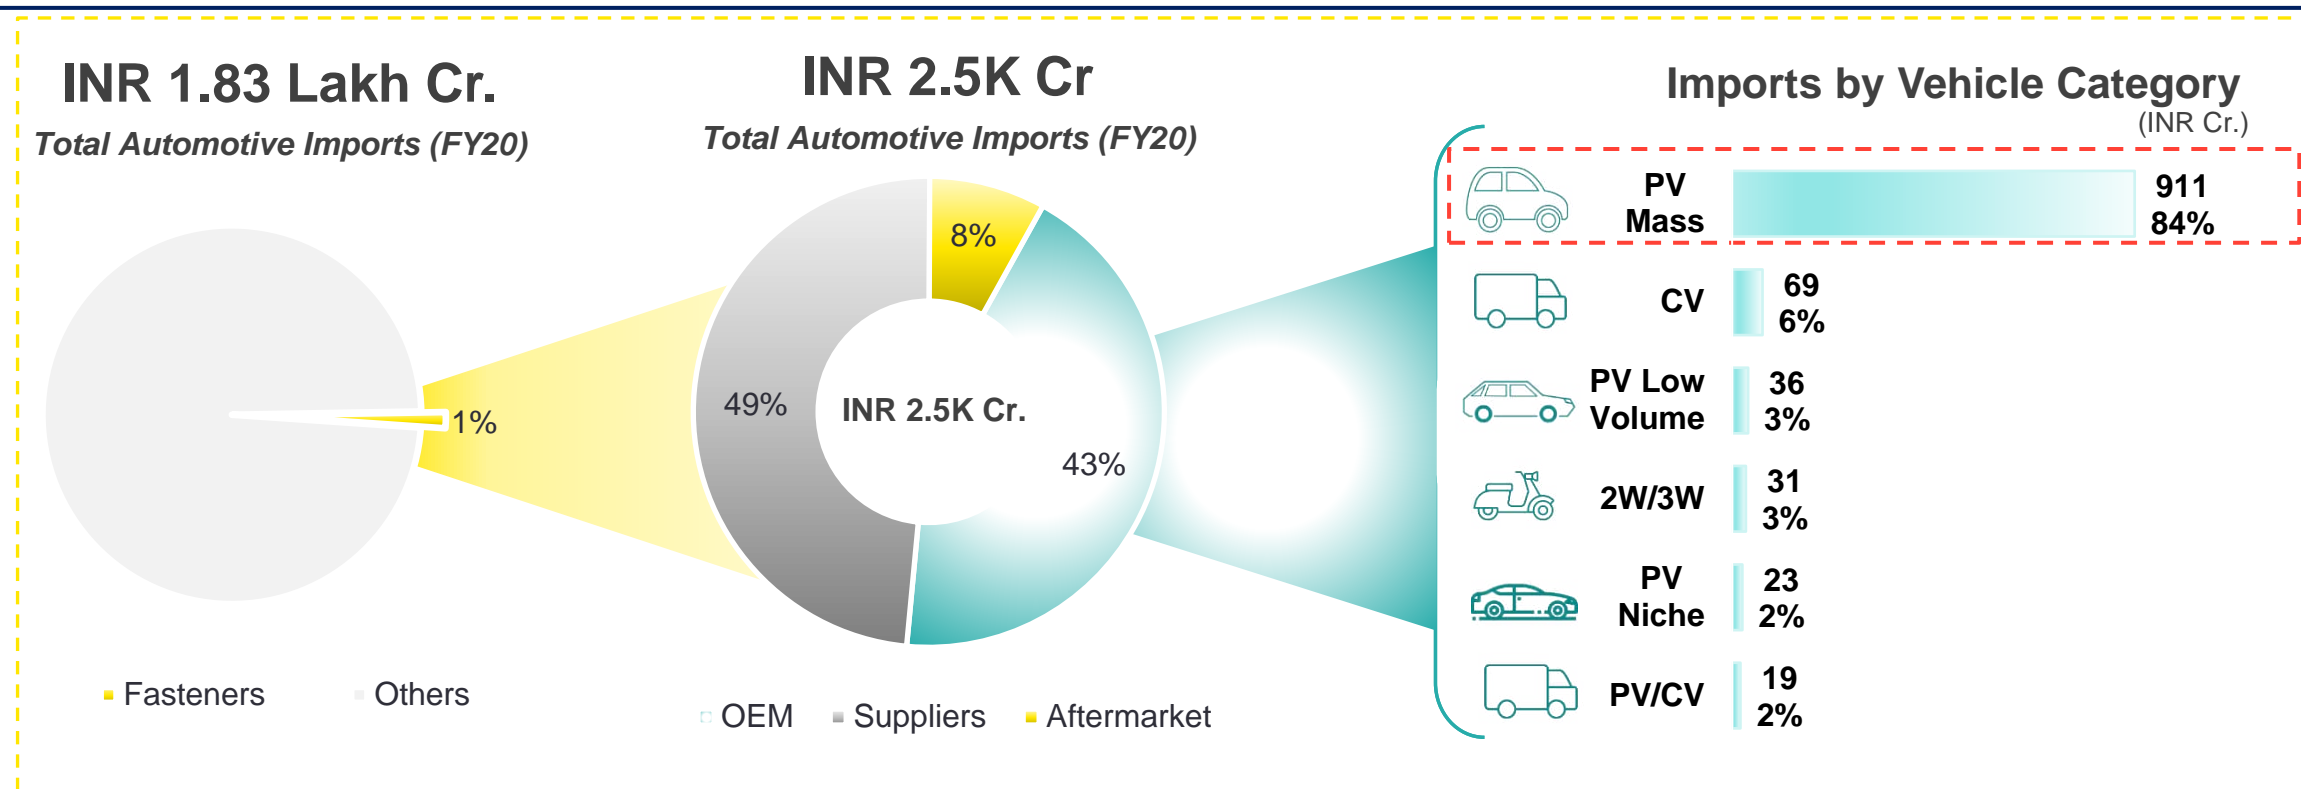 INR 1.83 Lakh Cr.
Total Automotive Imports (FY20)
1%
Fasteners
Others
INR 2.5K Cr
Total Automotive Imports (FY20)
8%
49%
INR 2.5K Cr.
43%
OEM
Suppliers
Aftermarket
Imports by Vehicle Category
(INR Cr.)
PV
Mass
911
84%
CV
69
6%
PV Low
Volume
36
3%
2W/3W
31
3%
PV
Niche
23
2%
PV/CV
19
2%